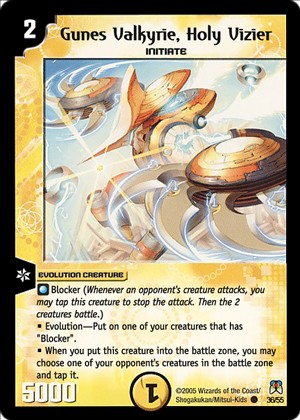 2
Gunes Valkyrie, Holy Vizier
INITIATE
EVOLUTION CREATURE
Blocker (Whenever an opponent's creature attacks, you
may tap this creature to stop the attack. Then the 2
creatures battle.)
■ Evolution—Put on one of your creatures that has
"Blocker".
■ When you put this creature into the battle zone, you may
choose one of your opponent's creatures in the battle zone
and tap it.
5000
1
©2005 Wizards of the Coast/
Shogakukan/Mitsui-Kids ● 36/55